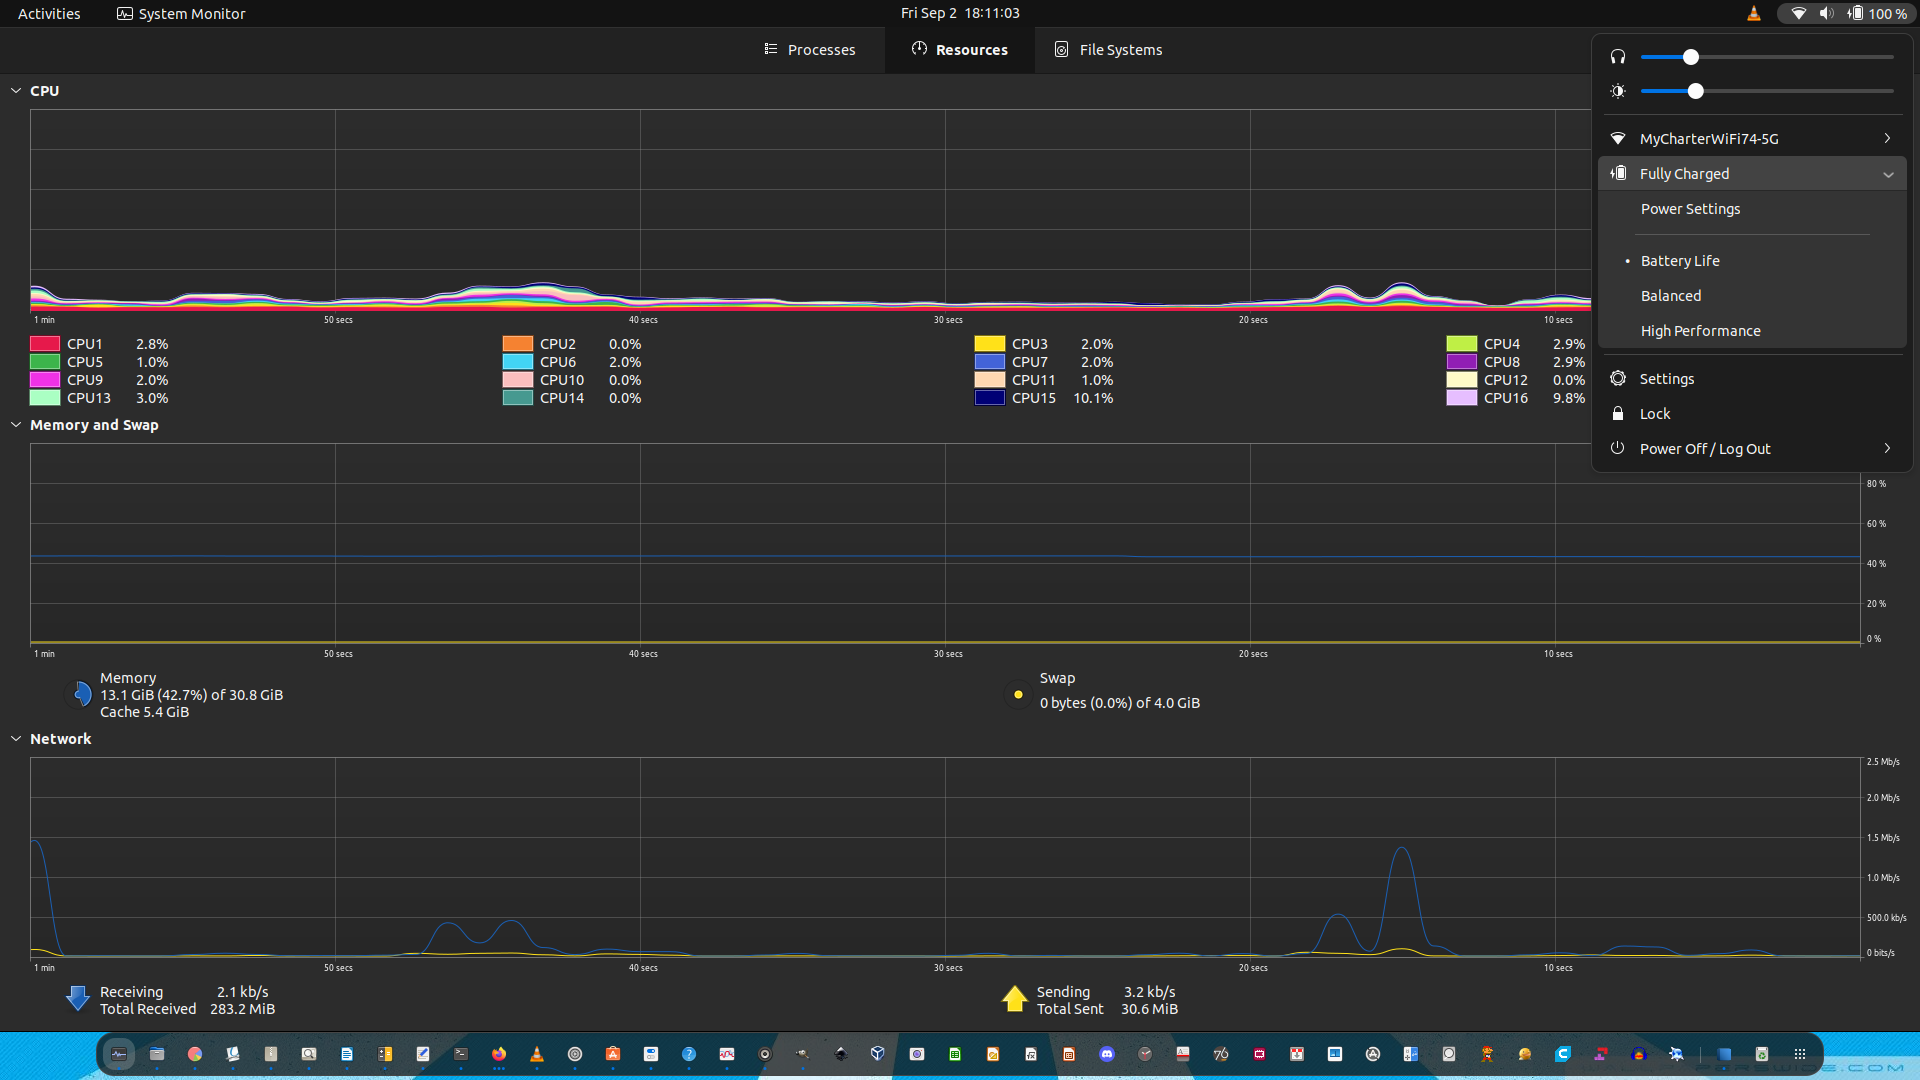 Activities
System Monitor
Fri Sep 2 18:11:03
100 %
Processes
Resources
File Systems
CPU
1 min 50 secs 40 secs 30 secs 20 secs 10 secs
CPU1 2.8% CPU2 0.0% CPU3 2.0% CPU4 2.9%
CPU5 1.0% CPU6 2.0% CPU7 2.0% CPU8 2.9%
CPU9 2.0% CPU10 0.0% CPU11 1.0% CPU12 0.0%
CPU13 3.0% CPU14 0.0% CPU15 10.1% CPU16 9.8%
MyCharterWiFi74-5G
Fully Charged
Power Settings
Battery Life
Balanced
High Performance
Settings
Lock
Power Off / Log Out
Memory and Swap
80 %
60 %
40 %
20 %
0 %
1 min 50 secs 40 secs 30 secs 20 secs 10 secs
Memory
13.1 GiB (42.7%) of 30.8 GiB
Cache 5.4 GiB
Swap
0 bytes (0.0%) of 4.0 GiB
Network
2.5 Mb/s
2.0 Mb/s
1.5 Mb/s
1.0 Mb/s
500.0 kb/s
0 bits/s
1 min 50 secs 40 secs 30 secs 20 secs 10 secs
Receiving 2.1 kb/s
Total Received 283.2 MiB
Sending 3.2 kb/s
Total Sent 30.6 MiB